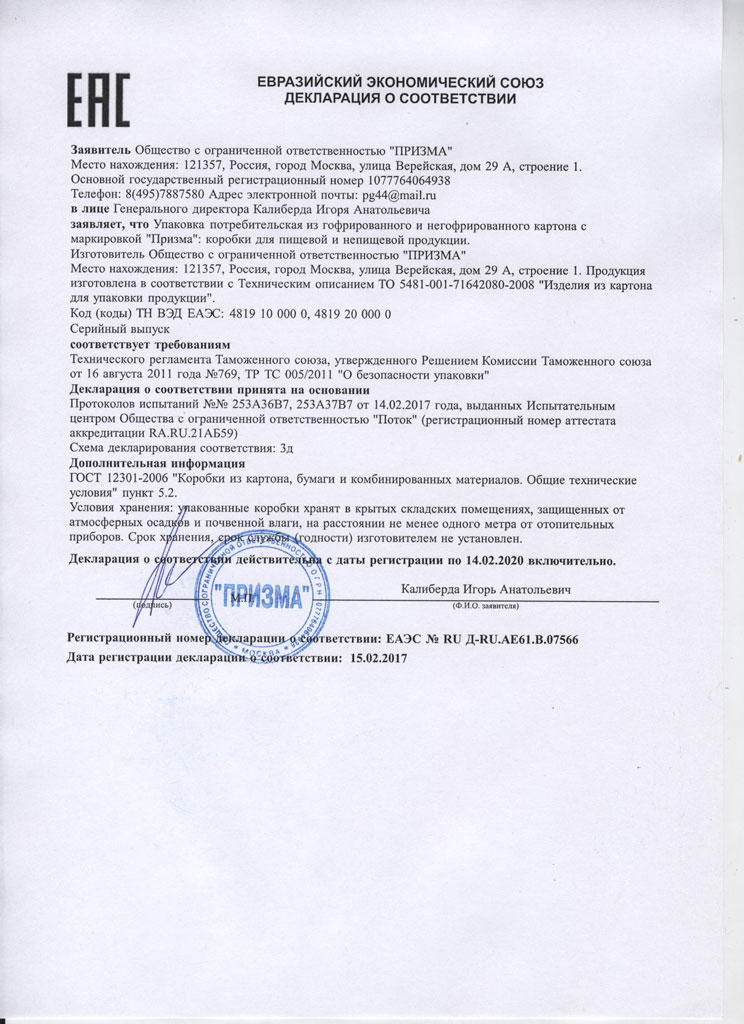 EAC
ЕВРАЗИЙСКИЙ ЭКОНОМИЧЕСКИЙ СОЮЗ
ДЕКЛАРАЦИЯ О СООТВЕТСТВИИ
Заявитель Общество с ограниченной ответственностью "ПРИЗМА"
Место нахождения: 121357, Россия, город Москва, улица Верейская, дом 29 А, строение 1.
Основной государственный регистрационный номер 1077764064938
Телефон: 8(495)7887580 Адрес электронной почты: pg44@mail.ru
в лице Генерального директора Калиберда Игоря Анатольевича
заявляет, что Упаковка потребительская из гофрированного и негофрированного картона с
маркировкой "Призма": коробки для пищевой и непищевой продукции.
Изготовитель Общество с ограниченной ответственностью "ПРИЗМА"
Место нахождения: 121357, Россия, город Москва, улица Верейская, дом 29 А, строение 1. Продукция
изготовлена в соответствии с Техническим описанием ТО 5481-001-71642080-2008 "Изделия из картона
для упаковки продукции".
Код (коды) ТН ВЭД ЕАЭС: 4819 10 000 0, 4819 20 000 0
Серийный выпуск
соответствует требованиям
Технического регламента Таможенного союза, утвержденного Решением Комиссии Таможенного союза
от 16 августа 2011 года №769, ТР ТС 005/2011 "О безопасности упаковки"
Декларация о соответствии принята на основании
Протоколов испытаний №№ 253А36В7, 253А37В7 от 14.02.2017 года, выданных Испытательным
центром Общества с ограниченной ответственностью "Поток" (регистрационный номер аттестата
аккредитации RA.RU.21АБ59)
Схема декларирования соответствия: 3д
Дополнительная информация
ГОСТ 12301-2006 "Коробки из картона, бумаги и комбинированных материалов. Общие технические
условия" пункт 5.2.
Условия хранения: упакованные коробки хранят в крытых складских помещениях, защищенных от
атмосферных осадков и почвенной влаги, на расстоянии не менее одного метра от отопительных
приборов. Срок хранения, срок службы (годности) изготовителем не установлен.
Декларация о соответствии действительна с даты регистрации по 14.02.2020 включительно.
Калиберда Игорь Анатольевич
(подпись) М.П. (Ф.И.О. заявителя)
"ПРИЗМА"
ОБЩЕСТВО С ОГРАНИЧЕННОЙ ОТВЕТСТВЕННОСТЬЮ
МОСКВА
Регистрационный номер декларации о соответствии: ЕАЭС № RU Д-RU.АЕ61.В.07566
Дата регистрации декларации о соответствии: 15.02.2017